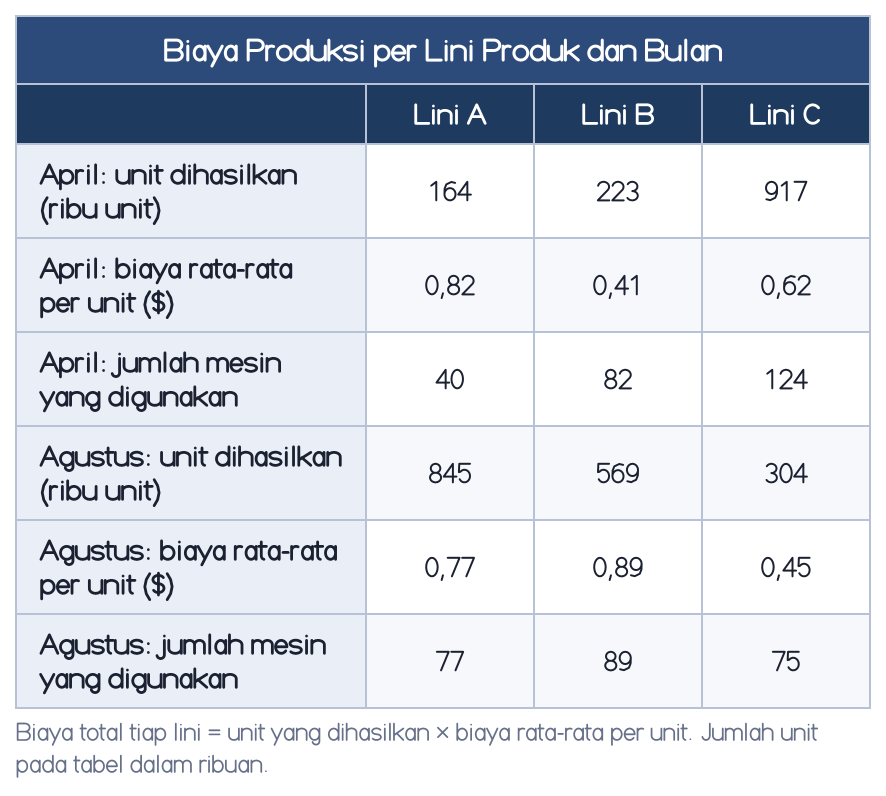 Biaya Produksi per Lini Produk dan Bulan
Lini A Lini B Lini C
April: unit dihasilkan
(ribu unit)
164 223 917
April: biaya rata-rata
per unit ($)
0,82 0,41 0,62
April: jumlah mesin
yang digunakan
40 82 124
Agustus: unit dihasilkan
(ribu unit)
845 569 304
Agustus: biaya rata-rata
per unit ($)
0,77 0,89 0,45
Agustus: jumlah mesin
yang digunakan
77 89 75
Biaya total tiap lini = unit yang dihasilkan × biaya rata-rata per unit. Jumlah unit
pada tabel dalam ribuan.